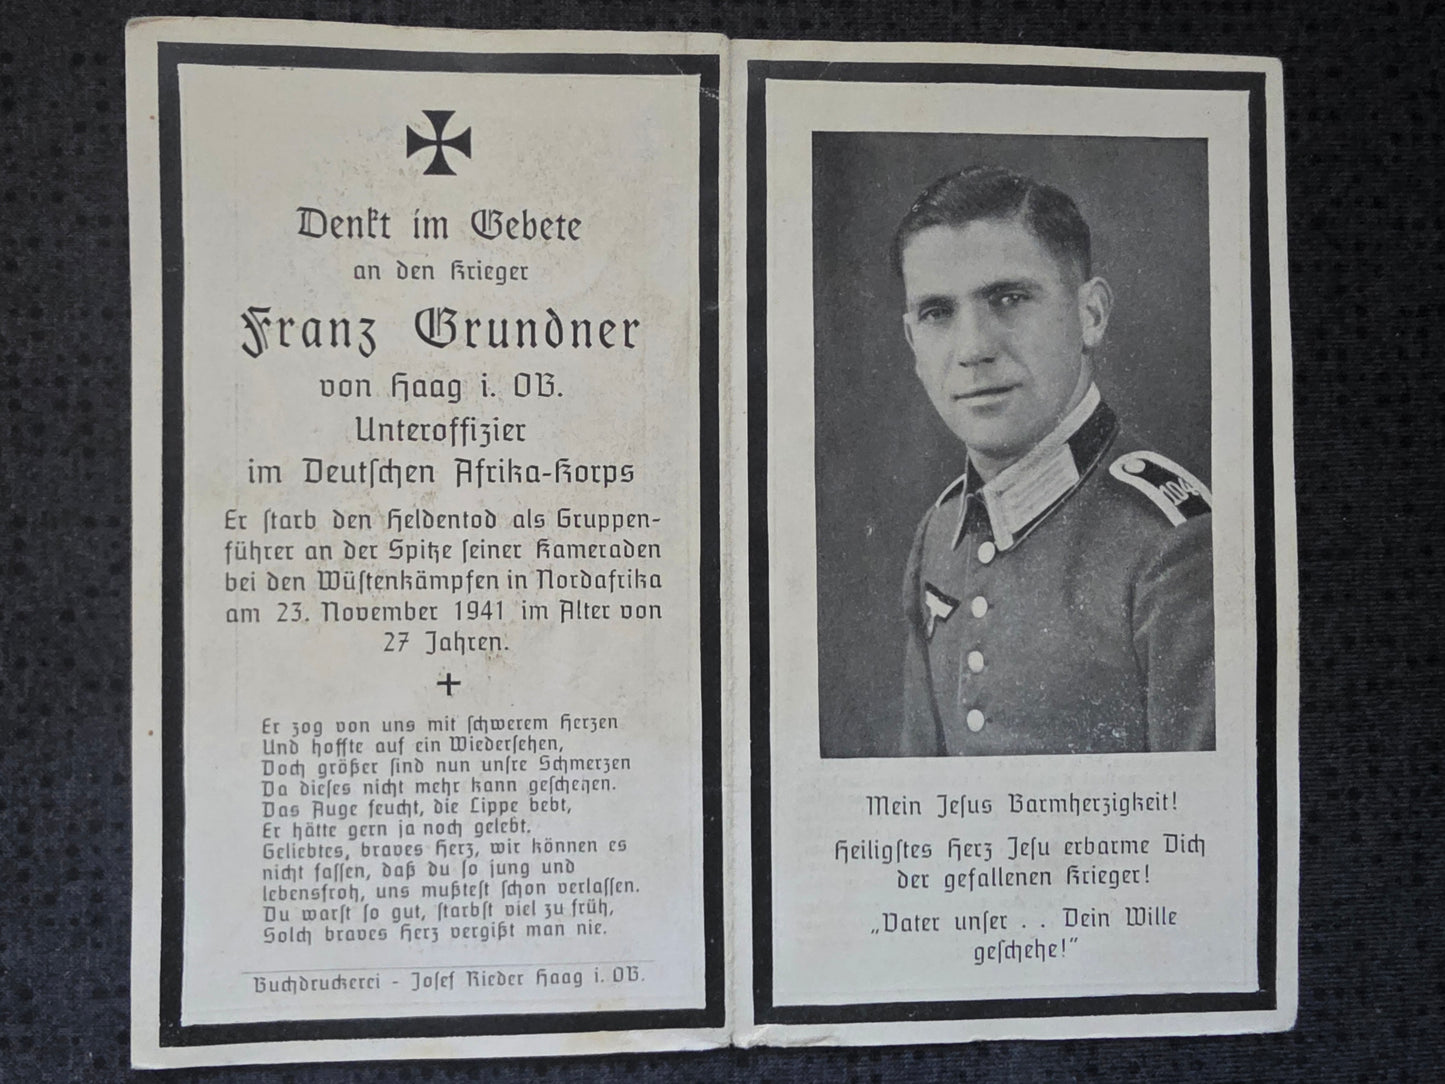 Denkt im Gebete
an den Krieger
Franz Grundner
von Haag i. OB.
Unteroffizier
im Deutschen Afrika-Korps
Er starb den Heldentod als Gruppen-
führer an der Spitze seiner Kameraden
bei den Wüstenkämpfen in Nordafrika
am 23. November 1941 im Alter von
27 Jahren.
Er zog von uns mit schwerem Herzen
Und hoffte auf ein Wiedersehen,
Doch größer sind nun unsre Schmerzen
Da dieses nicht mehr kann geschehen.
Das Auge feucht, die Lippe bebt,
Er hätte gern ja noch gelebt.
Geliebtes, braves Herz, wir können es
nicht fassen, daß du so jung und
lebensfroh, uns mußtest schon verlassen.
Du warst so gut, starbst viel zu früh,
Solch braves Herz vergißt man nie.
Buchdruckerei - Josef Rieder Haag i. OB.
104
Mein Jesus Barmherzigkeit!
Heiligstes Herz Jesu erbarme Dich
der gefallenen Krieger!
„Vater unser . . Dein Wille
geschehe!"